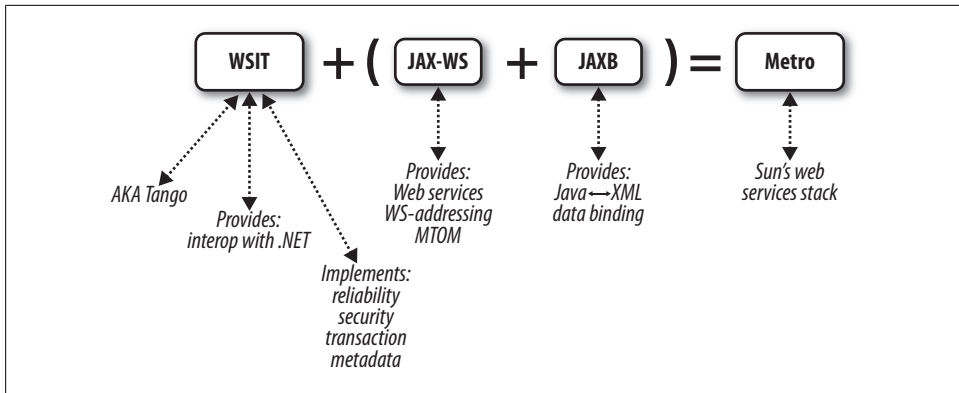 WSIT + ( JAX-WS + JAXB ) = Metro
AKA Tango
Provides:
interop with .NET
Implements:
reliability
security
transaction
metadata
Provides:
Web services
WS-addressing
MTOM
Provides:
Java↔XML
data binding
Sun’s web
services stack